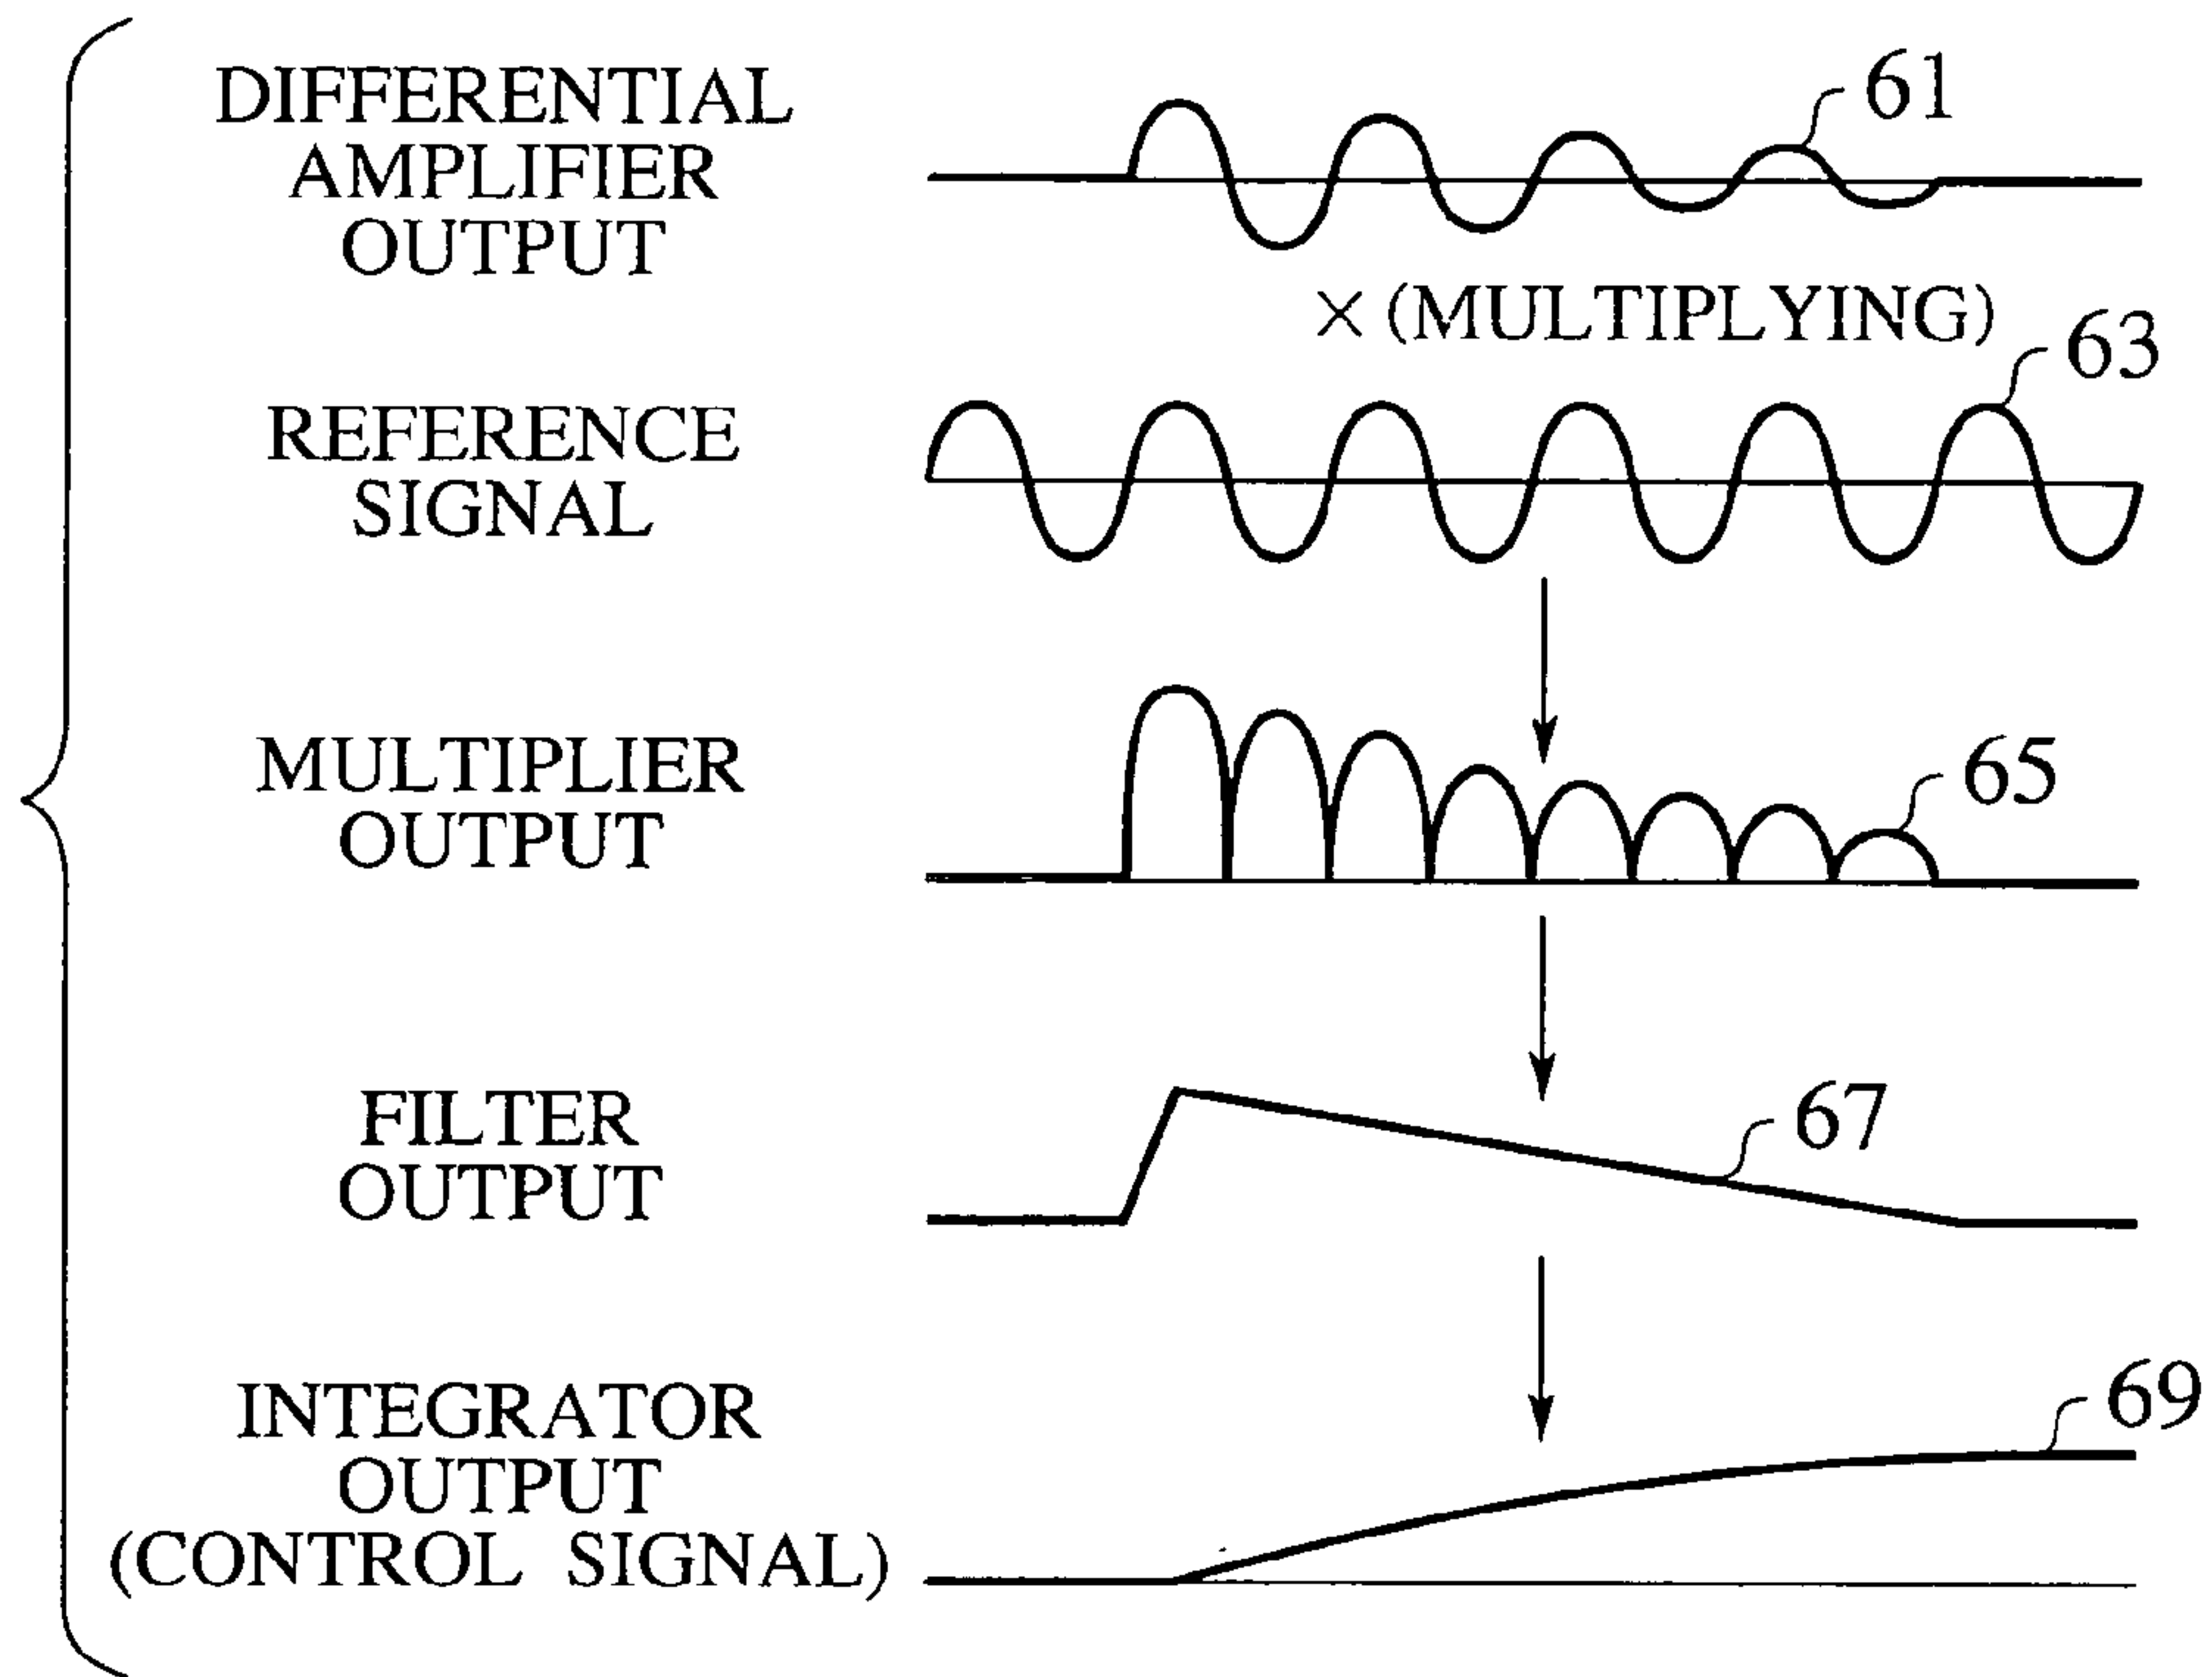 DIFFERENTIAL
AMPLIFIER
OUTPUT
61
× (MULTIPLYING)
63
REFERENCE
SIGNAL
MULTIPLIER
OUTPUT
65
FILTER
OUTPUT
67
INTEGRATOR
OUTPUT
(CONTROL SIGNAL)
69